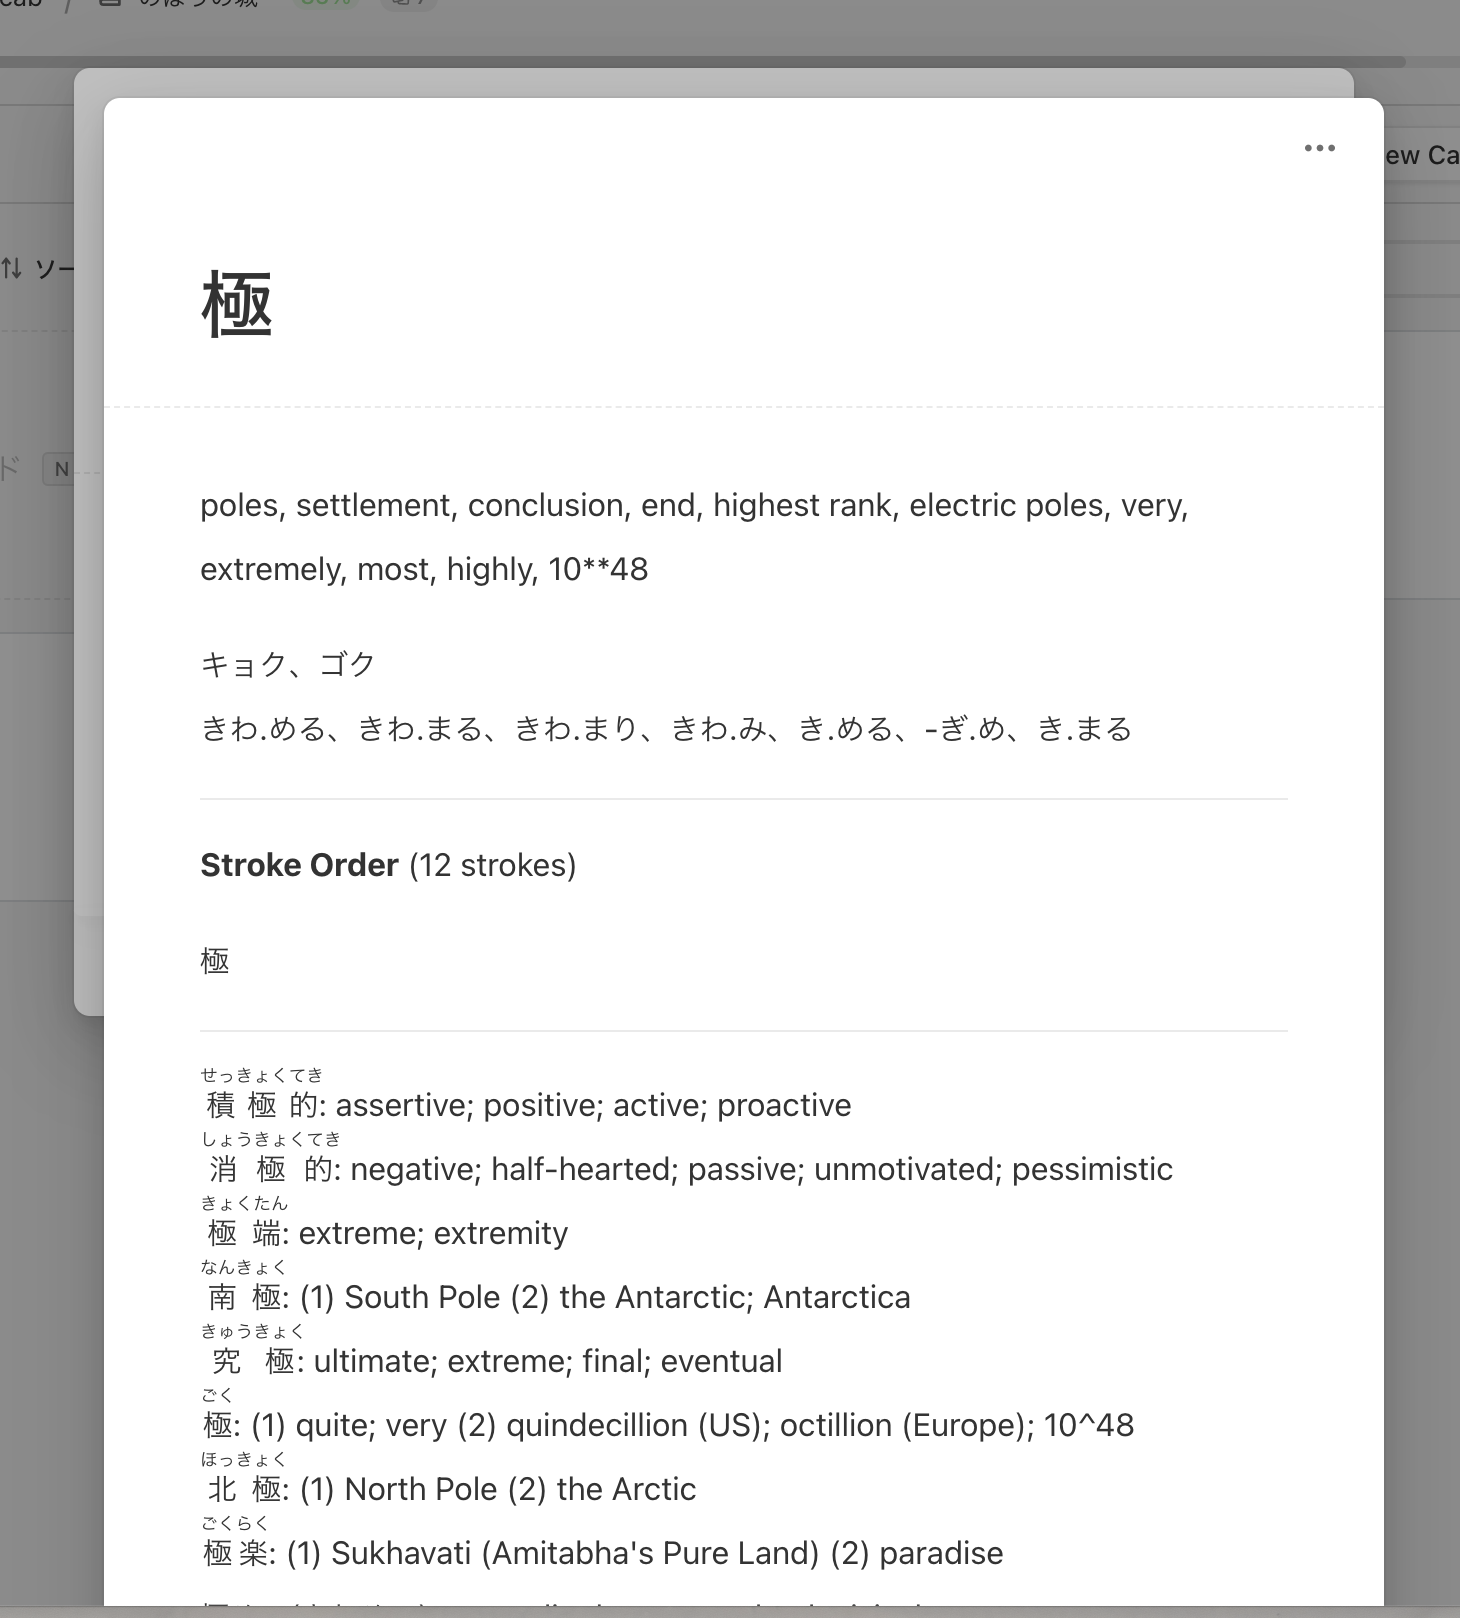 cab /
ew Ca
ソー
極
ド N
poles, settlement, conclusion, end, highest rank, electric poles, very,
extremely, most, highly, 10**48
キョク、ゴク
きわ.める、きわ.まる、きわ.まり、きわ.み、き.める、-ぎ.め、き.まる
Stroke Order (12 strokes)
極
せっきょくてき
積極的: assertive; positive; active; proactive
しょうきょくてき
消極的: negative; half-hearted; passive; unmotivated; pessimistic
きょくたん
極端: extreme; extremity
なんきょく
南極: (1) South Pole (2) the Antarctic; Antarctica
きゅうきょく
究極: ultimate; extreme; final; eventual
ごく
極: (1) quite; very (2) quindecillion (US); octillion (Europe); 10^48
ほっきょく
北極: (1) North Pole (2) the Arctic
ごくらく
極楽: (1) Sukhavati (Amitabha's Pure Land) (2) paradise